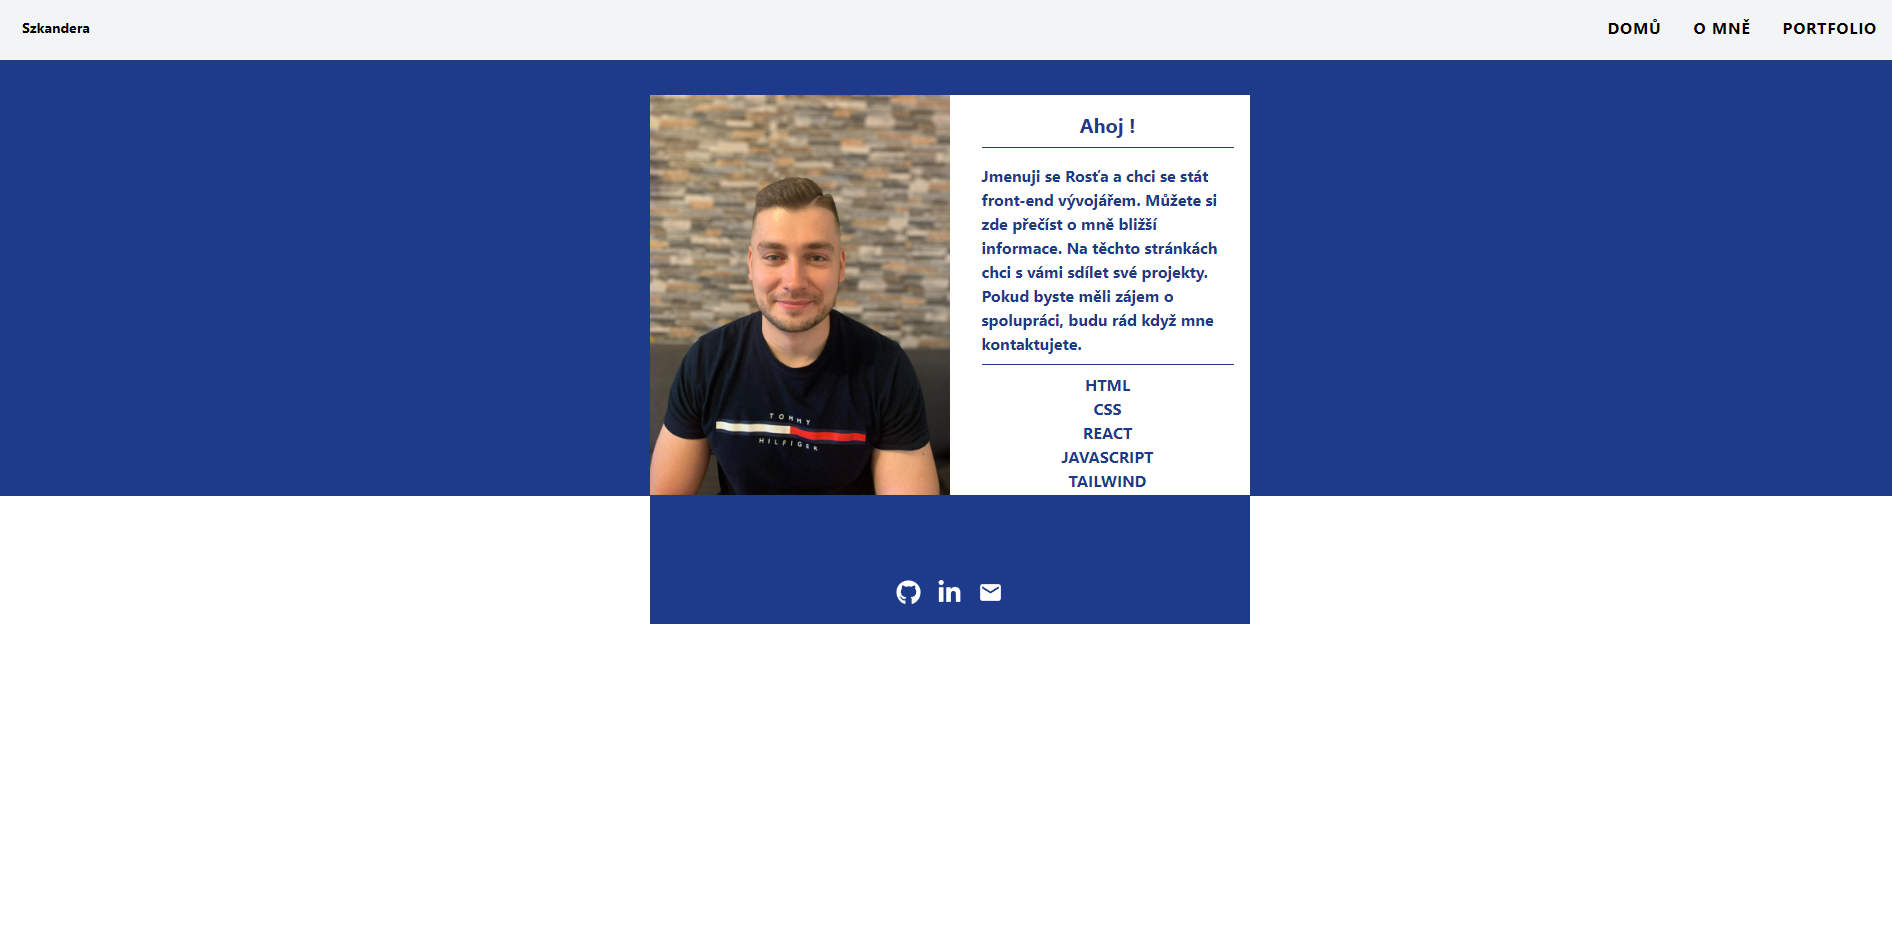 Szkandera
DOMŮ O MNĚ PORTFOLIO
TOMMY
HILFIGER
Ahoj !
Jmenuji se Rosťa a chci se stát
front-end vývojářem. Můžete si
zde přečíst o mně bližší
informace. Na těchto stránkách
chci s vámi sdílet své projekty.
Pokud byste měli zájem o
spolupráci, budu rád když mne
kontaktujete.
HTML
CSS
REACT
JAVASCRIPT
TAILWIND
in